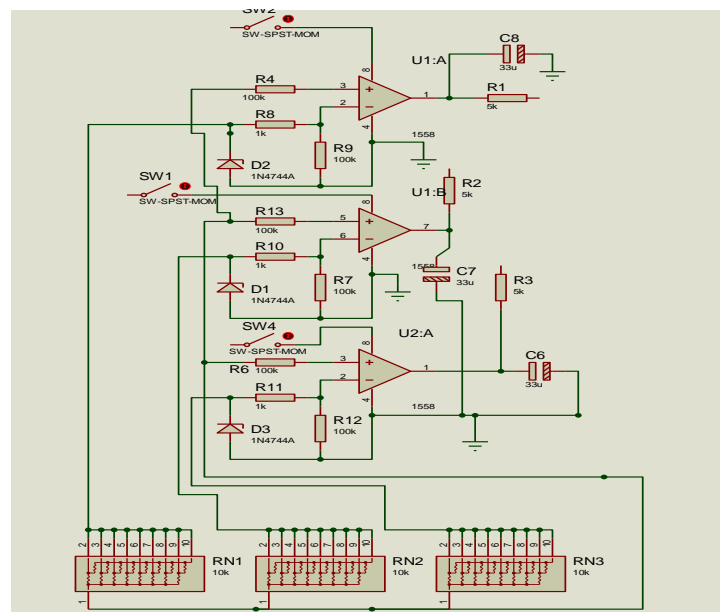 SW2
SW-SPST-MOM
C8
33u
U1:A
8
R4
100k
3
2
1
4
R1
5k
R8
1k
R9
100k
1558
D2
1N4744A
SW1
SW-SPST-MOM
R2
5k
U1:B
8
R13
100k
5
6
7
4
R10
1k
R7
100k
1558
C7
33u
R3
5k
D1
1N4744A
SW4
SW-SPST-MOM
U2:A
8
R6
100k
3
2
1
4
C6
33u
R11
1k
R12
100k
1558
D3
1N4744A
2 3 4 5 6 7 8 9 10
RN1
10k
1
2 3 4 5 6 7 8 9 10
RN2
10k
1
2 3 4 5 6 7 8 9 10
RN3
10k
1